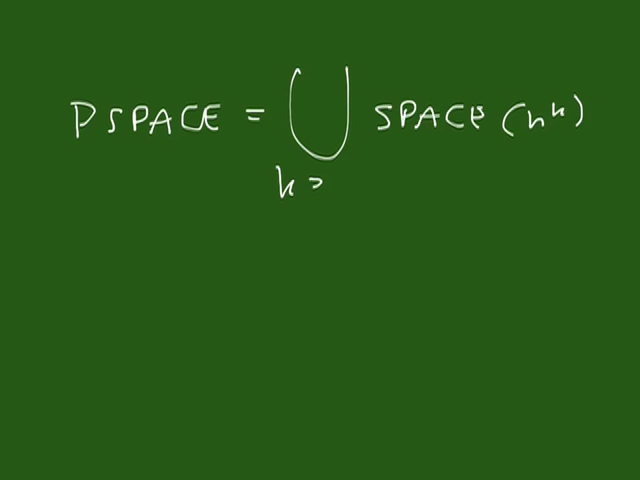 PSPACE = ⋃ SPACE (n^k)
k >